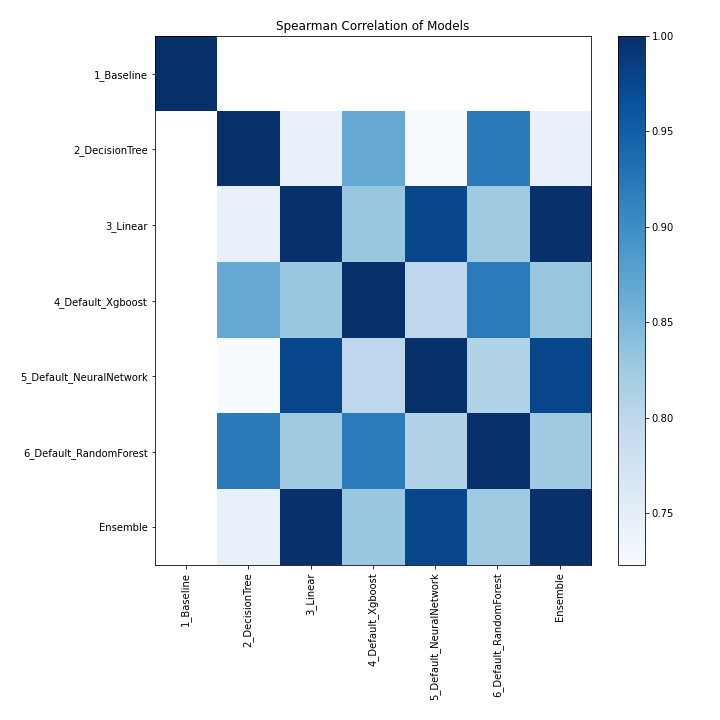 Spearman Correlation of Models
1_Baseline
2_DecisionTree
3_Linear
4_Default_Xgboost
5_Default_NeuralNetwork
6_Default_RandomForest
Ensemble
1_Baseline
2_DecisionTree
3_Linear
4_Default_Xgboost
5_Default_NeuralNetwork
6_Default_RandomForest
Ensemble
1.00
0.95
0.90
0.85
0.80
0.75